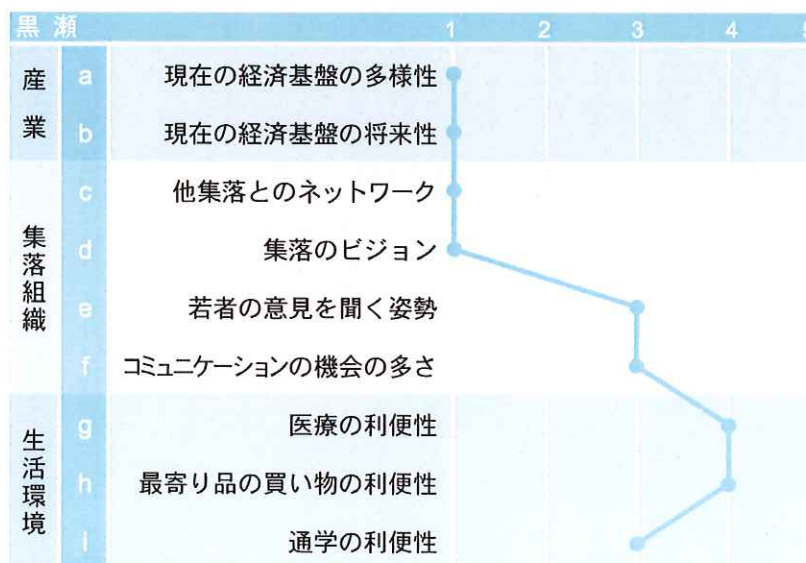 黒瀬 1 2 3 4 5
産業
a 現在の経済基盤の多様性
b 現在の経済基盤の将来性
集落組織
c 他集落とのネットワーク
d 集落のビジョン
e 若者の意見を聞く姿勢
f コミュニケーションの機会の多さ
生活環境
g 医療の利便性
h 最寄り品の買い物の利便性
i 通学の利便性